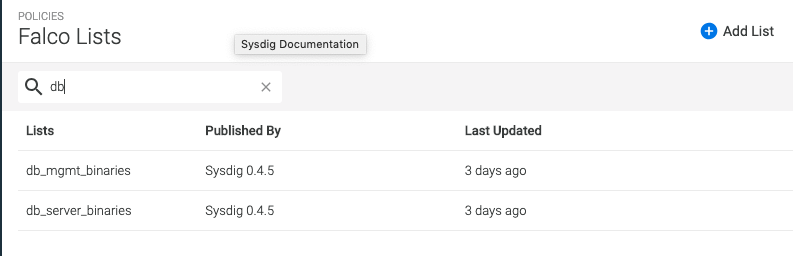 POLICIES
Falco Lists
Sysdig Documentation
Add List
db
Lists Published By Last Updated
db_mgmt_binaries Sysdig 0.4.5 3 days ago
db_server_binaries Sysdig 0.4.5 3 days ago